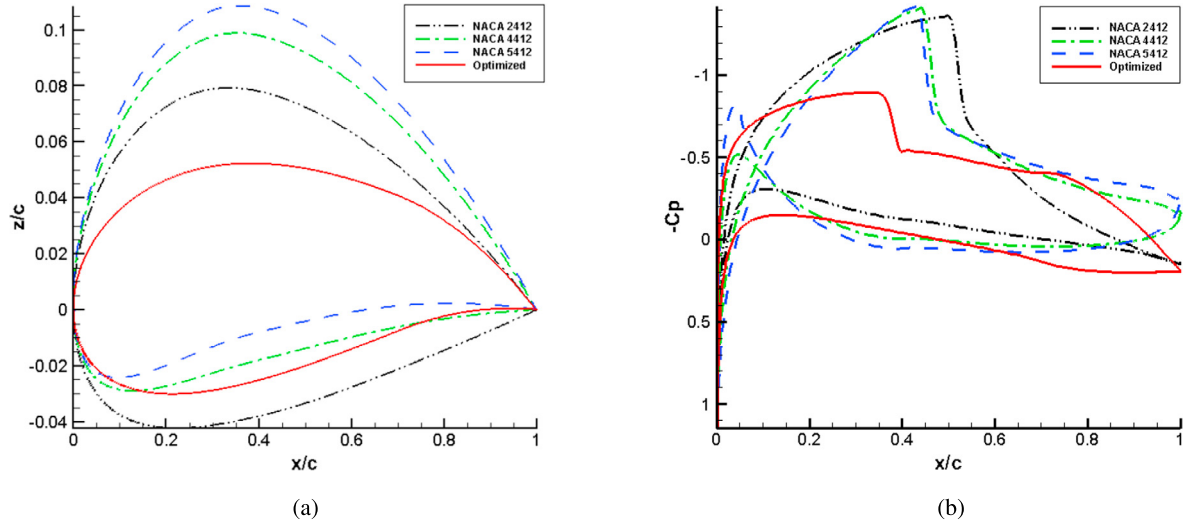 NACA 2412
NACA 4412
NACA 5412
Optimized
z/c
0.1
0.08
0.06
0.04
0.02
0
-0.02
-0.04
0 0.2 0.4 0.6 0.8 1
x/c
(a)
NACA 2412
NACA 4412
NACA 5412
Optimized
-Cp
-1
-0.5
0
0.5
1
0 0.2 0.4 0.6 0.8 1
x/c
(b)